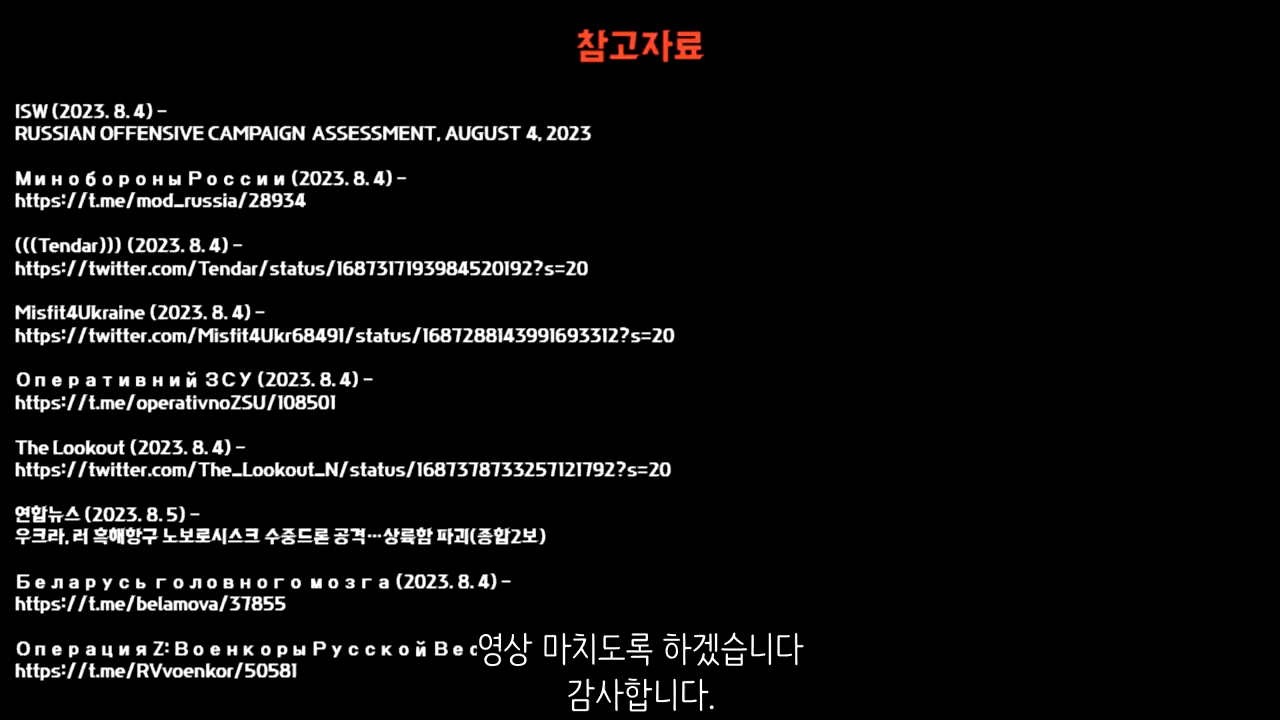 참고자료
ISW (2023. 8. 4) -
RUSSIAN OFFENSIVE CAMPAIGN ASSESSMENT, AUGUST 4, 2023
Минобороны России (2023. 8. 4) -
https://t.me/mod_russia/28934
(((Tendar))) (2023. 8. 4) -
https://twitter.com/Tendar/status/1687317193984520192?s=20
Misfit4Ukraine (2023. 8. 4) -
https://twitter.com/Misfit4Ukr68491/status/1687288143991693312?s=20
Оперативний ЗСУ (2023. 8. 4) -
https://t.me/operativnoZSU/108501
The Lookout (2023. 8. 4) -
https://twitter.com/The_Lookout_N/status/1687378733257121792?s=20
연합뉴스 (2023. 8. 5) -
우크라, 러 흑해항구 노보로시스크 수중드론 공격…상륙함 파괴(종합2보)
Беларусь головного мозга (2023. 8. 4) -
https://t.me/belamova/37855
Операция Z: Военкоры Русской Вес
https://t.me/RVvoenkor/50581
영상 마치도록 하겠습니다
감사합니다.